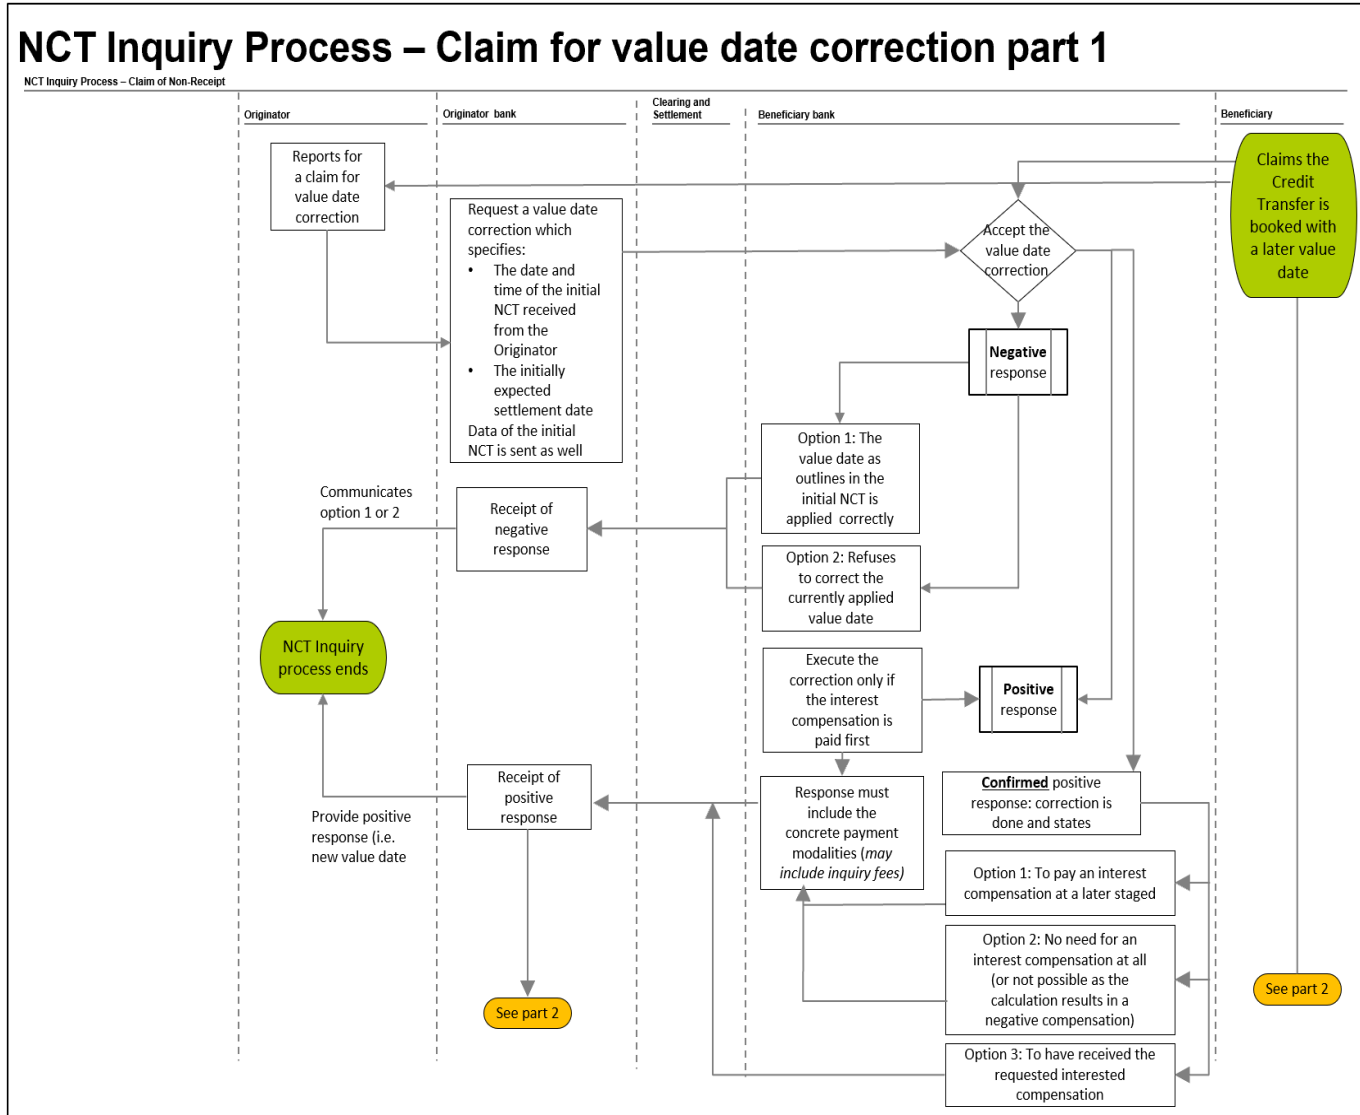 NCT Inquiry Process – Claim for value date correction part 1
NCT Inquiry Process – Claim of Non-Receipt
Originator
Originator bank
Clearing and
Settlement
Beneficiary bank
Beneficiary
Reports for
a claim for
value date
correction
Request a value date
correction which
specifies:
• The date and
time of the initial
NCT received
from the
Originator
• The initially
expected
settlement date
Data of the initial
NCT is sent as well
Accept the
value date
correction
Claims the
Credit
Transfer is
booked with
a later value
date
Negative
response
Option 1: The
value date as
outlines in the
initial NCT is
applied correctly
Communicates
option 1 or 2
Receipt of
negative
response
Option 2: Refuses
to correct the
currently applied
value date
NCT Inquiry
process ends
Execute the
correction only if
the interest
compensation is
paid first
Positive
response
Receipt of
positive
response
Response must
include the
concrete payment
modalities (may
include inquiry fees)
Confirmed positive
response: correction is
done and states
Provide positive
response (i.e.
new value date
Option 1: To pay an interest
compensation at a later staged
Option 2: No need for an
interest compensation at all
(or not possible as the
calculation results in a
negative compensation)
See part 2
See part 2
Option 3: To have received the
requested interested
compensation